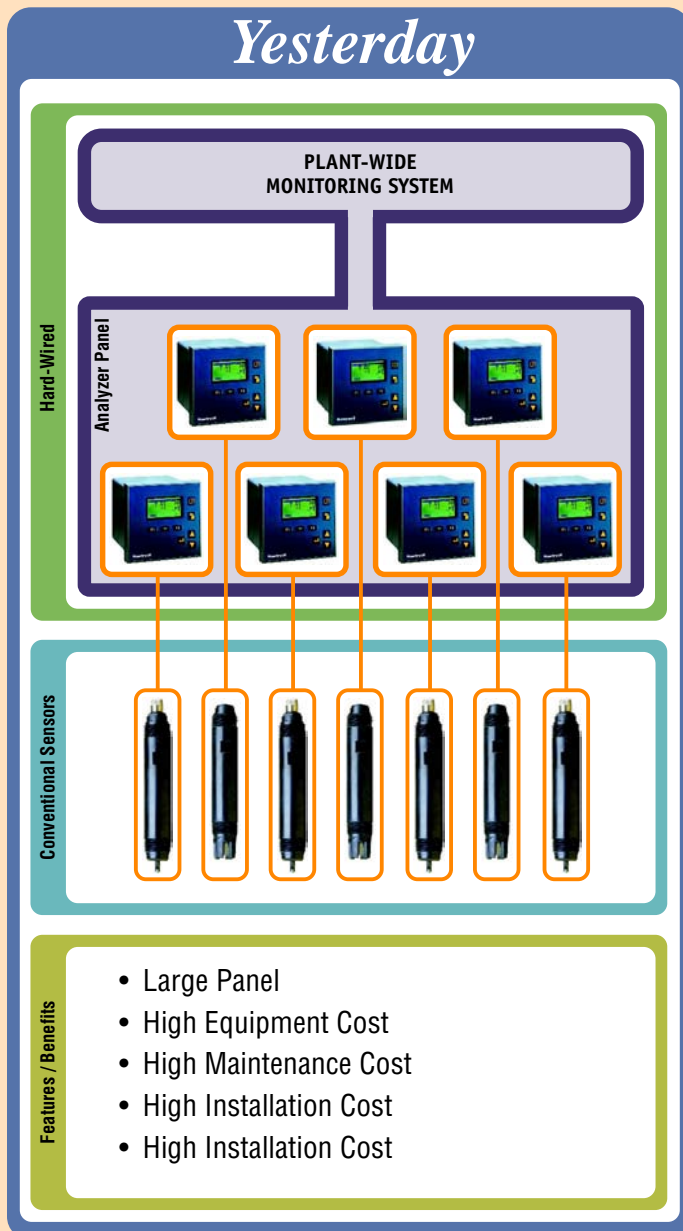 Yesterday
Hard-Wired
PLANT-WIDE
MONITORING SYSTEM
Analyzer Panel
Conventional Sensors
Features / Benefits
• Large Panel
• High Equipment Cost
• High Maintenance Cost
• High Installation Cost
• High Installation Cost